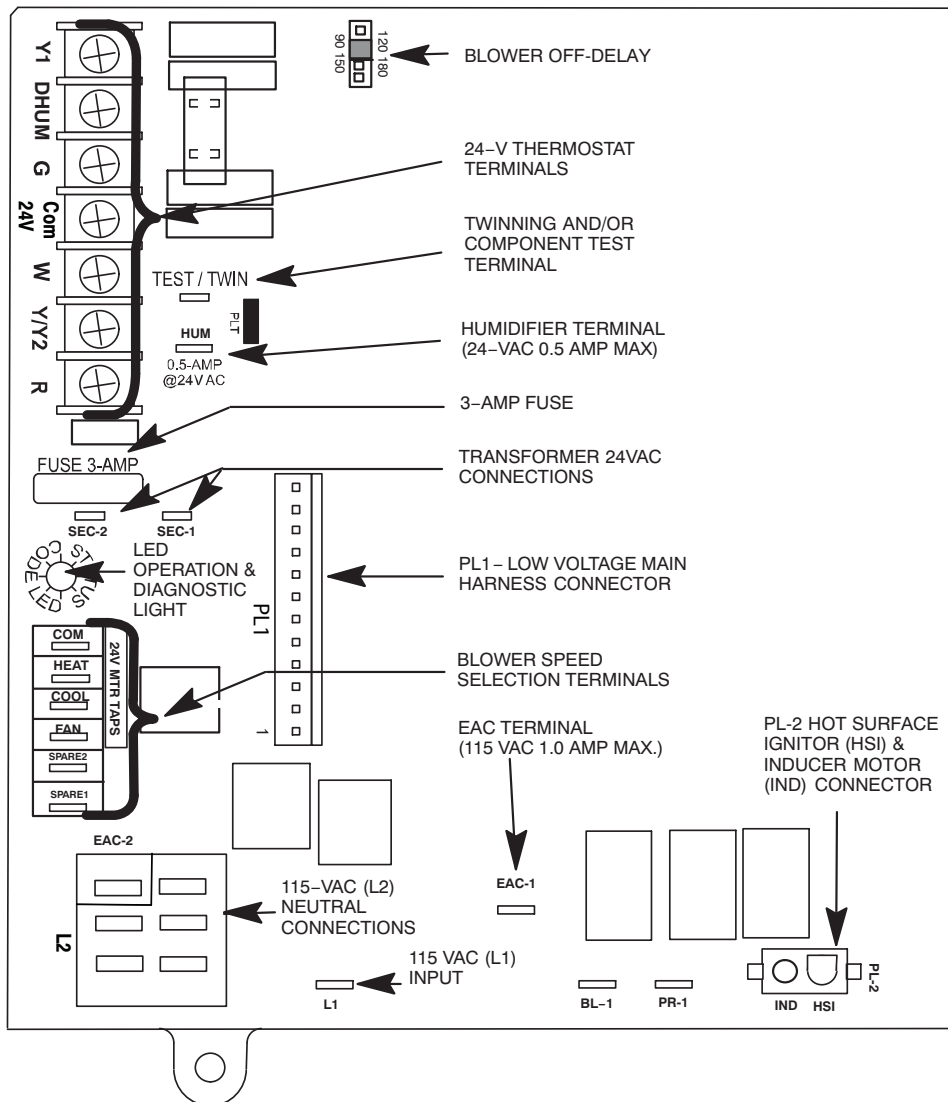 Y1
DHUM
G
Com
24V
W
Y/Y2
R
120 180
90 150
BLOWER OFF-DELAY
24-V THERMOSTAT
TERMINALS
TWINNING AND/OR
COMPONENT TEST
TERMINAL
TEST / TWIN
PLT
HUM
0.5-AMP
@24VAC
HUMIDIFIER TERMINAL
(24-VAC 0.5 AMP MAX)
3-AMP FUSE
FUSE 3-AMP
TRANSFORMER 24VAC
CONNECTIONS
SEC-2
SEC-1
STATUS
CODE LED
LED
OPERATION &
DIAGNOSTIC
LIGHT
PL1
1
PL1- LOW VOLTAGE MAIN
HARNESS CONNECTOR
COM
HEAT
COOL
FAN
SPARE2
SPARE1
24V MTR TAPS
BLOWER SPEED
SELECTION TERMINALS
EAC TERMINAL
(115 VAC 1.0 AMP MAX.)
PL-2 HOT SURFACE
IGNITOR (HSI) &
INDUCER MOTOR
(IND) CONNECTOR
EAC-2
L2
115-VAC (L2)
NEUTRAL
CONNECTIONS
EAC-1
115 VAC (L1)
INPUT
L1
BL-1
PR-1
IND
HSI
PL-2